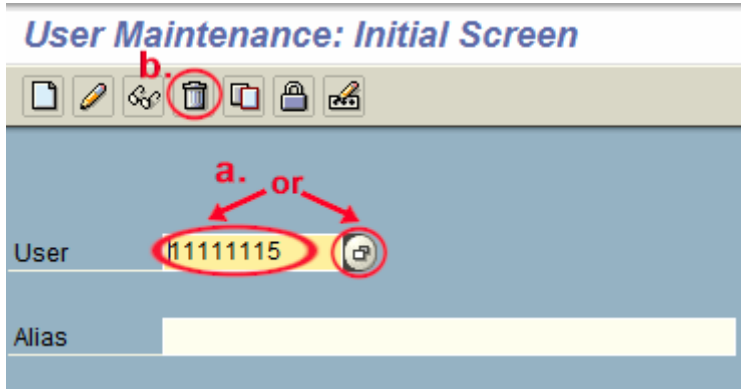 User Maintenance: Initial Screen
b.
a. or
User 11111115
Alias